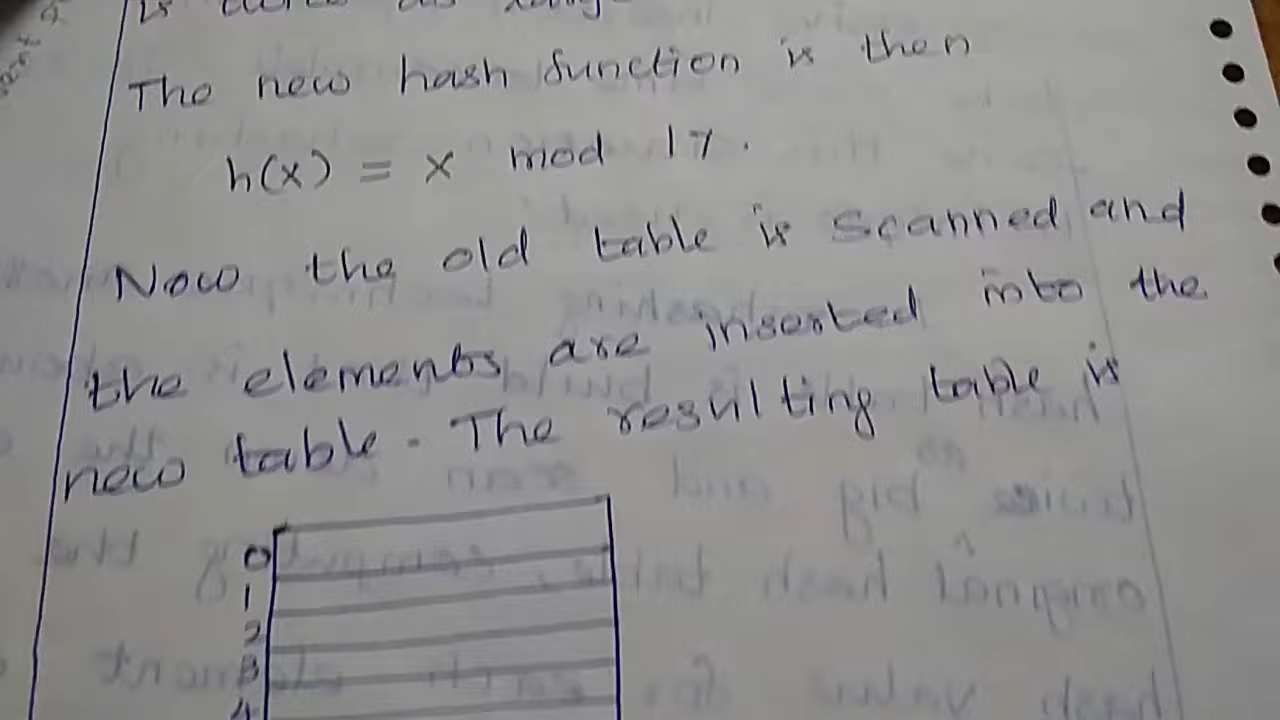 The new hash function is then
h(x) = x mod 17.
Now the old table is scanned and
the elements are inserted into the
new table. The resulting table is
0
1
2
3
4